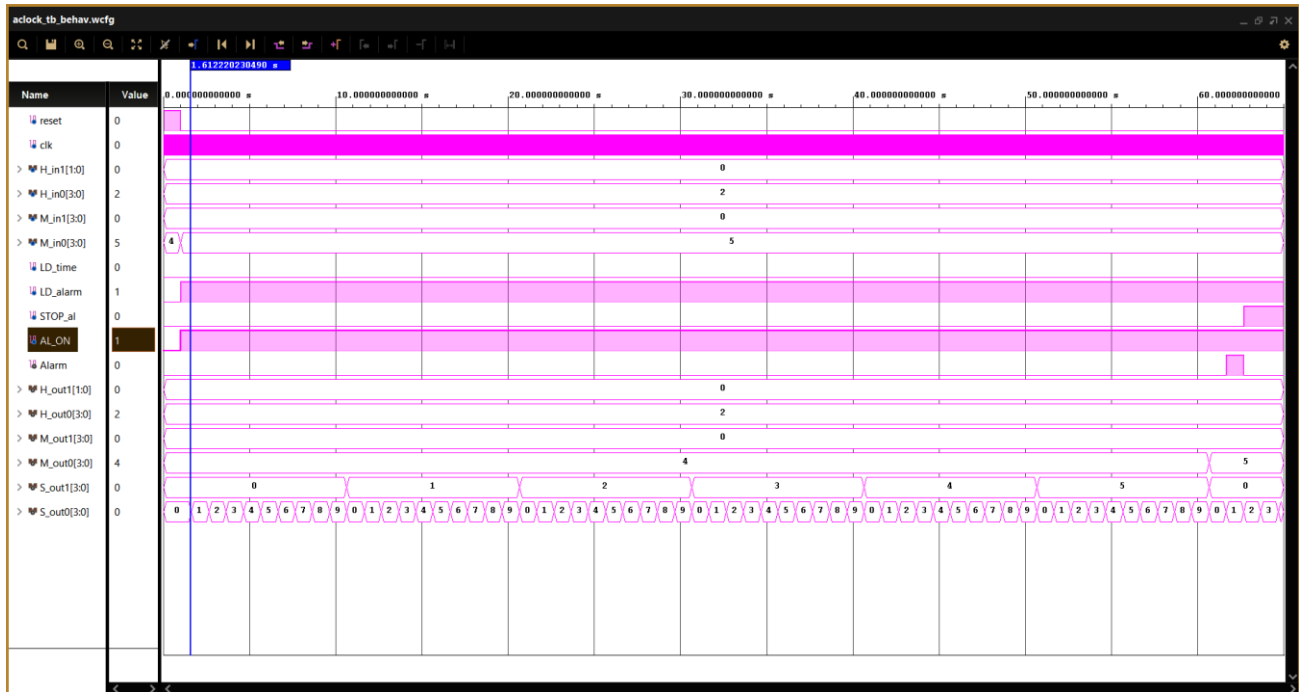 aclock_tb_behav.wcfg
1.612220230490 s
Name Value 0.000000000000 s 10.000000000000 s 20.000000000000 s 30.000000000000 s 40.000000000000 s 50.000000000000 s 60.000000000000
reset 0
clk 0
H_in1[1:0] 0 0
H_in0[3:0] 2 2
M_in1[3:0] 0 0
M_in0[3:0] 5 4 5
LD_time 0
LD_alarm 1
STOP_al 0
AL_ON 1
Alarm 0
H_out1[1:0] 0 0
H_out0[3:0] 2 2
M_out1[3:0] 0 0
M_out0[3:0] 4 4 5
S_out1[3:0] 0 0 1 2 3 4 5 0
S_out0[3:0] 0 0 1 2 3 4 5 6 7 8 9 0 1 2 3 4 5 6 7 8 9 0 1 2 3 4 5 6 7 8 9 0 1 2 3 4 5 6 7 8 9 0 1 2 3 4 5 6 7 8 9 0 1 2 3 4 5 6 7 8 9 0 1 2 3